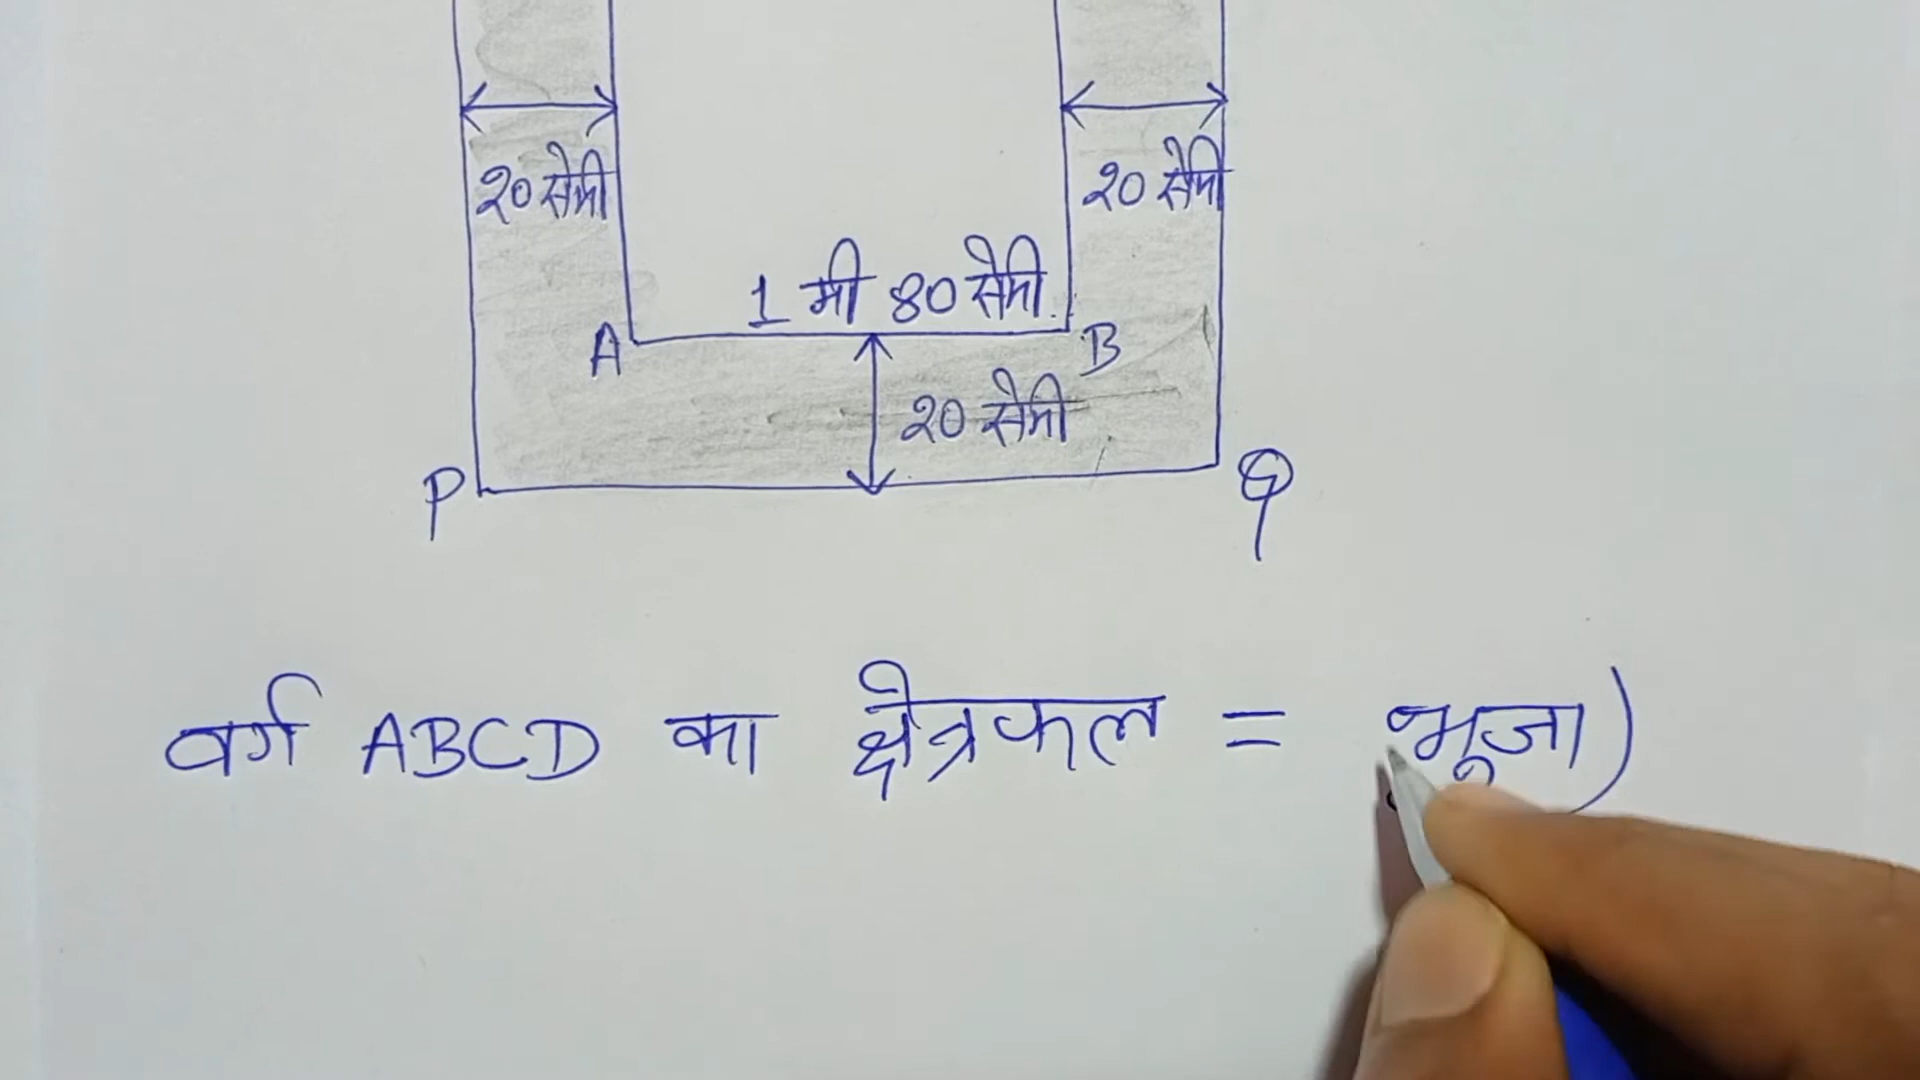 20 सेमी 20 सेमी
1 मी 80 सेमी
A B
20 सेमी
P Q
वर्ग ABCD का क्षेत्रफल = भूजा)